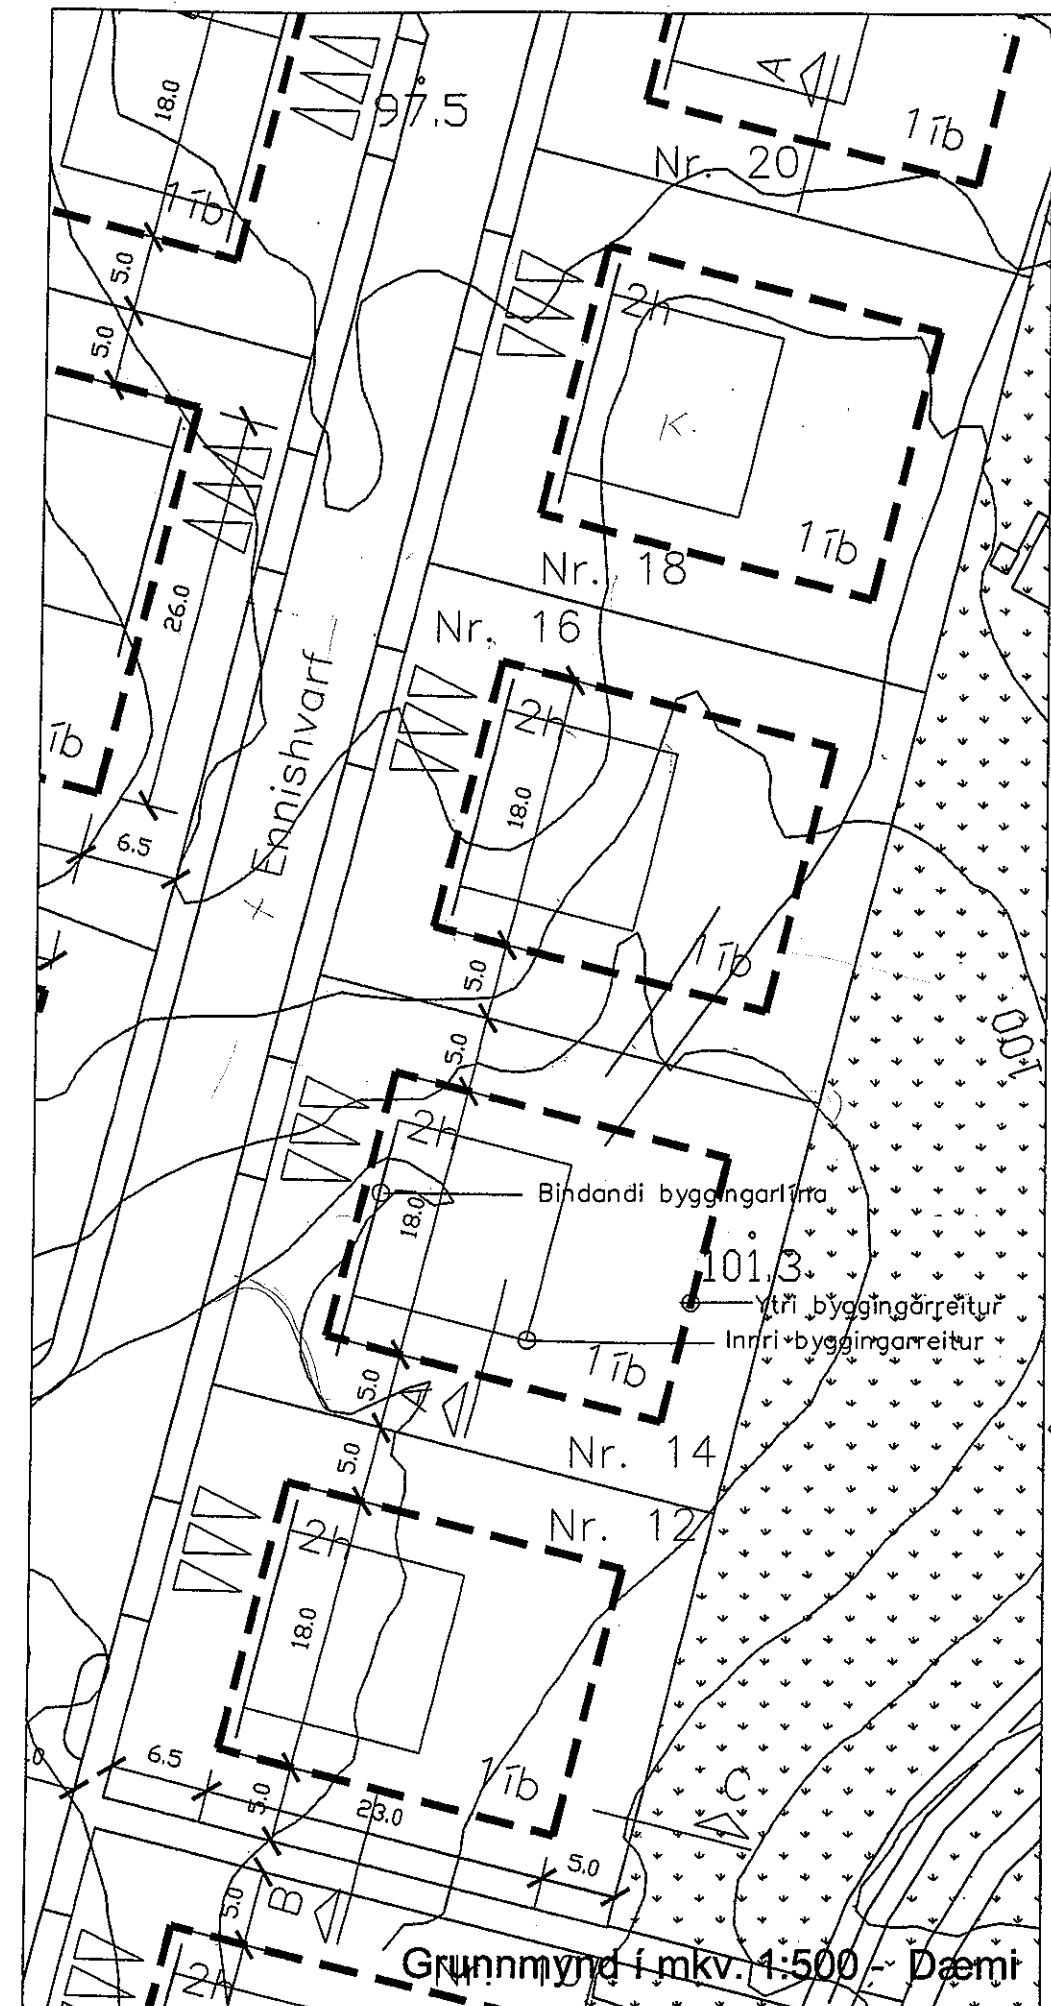 18.0
97.5
A
1íb
Nr. 20
1íb
5.0
5.0
2h
K.
1íb
Nr. 18
Nr. 16
26.0
2h
íb
Ennishvarf
18.0
6.5
1íb
5.0
100
5.0
2h
Bindandi byggingarlína
18.0
101.3
Ytri byggingarreitur
Innri byggingarreitur
1íb
5.0
A
Nr. 14
5.0
Nr. 12
2h
18.0
6.5
1íb
C
5.0
23.0
5.0
B
5.0
2h
Grunnmynd í mkv. 1:500 - Dæmi